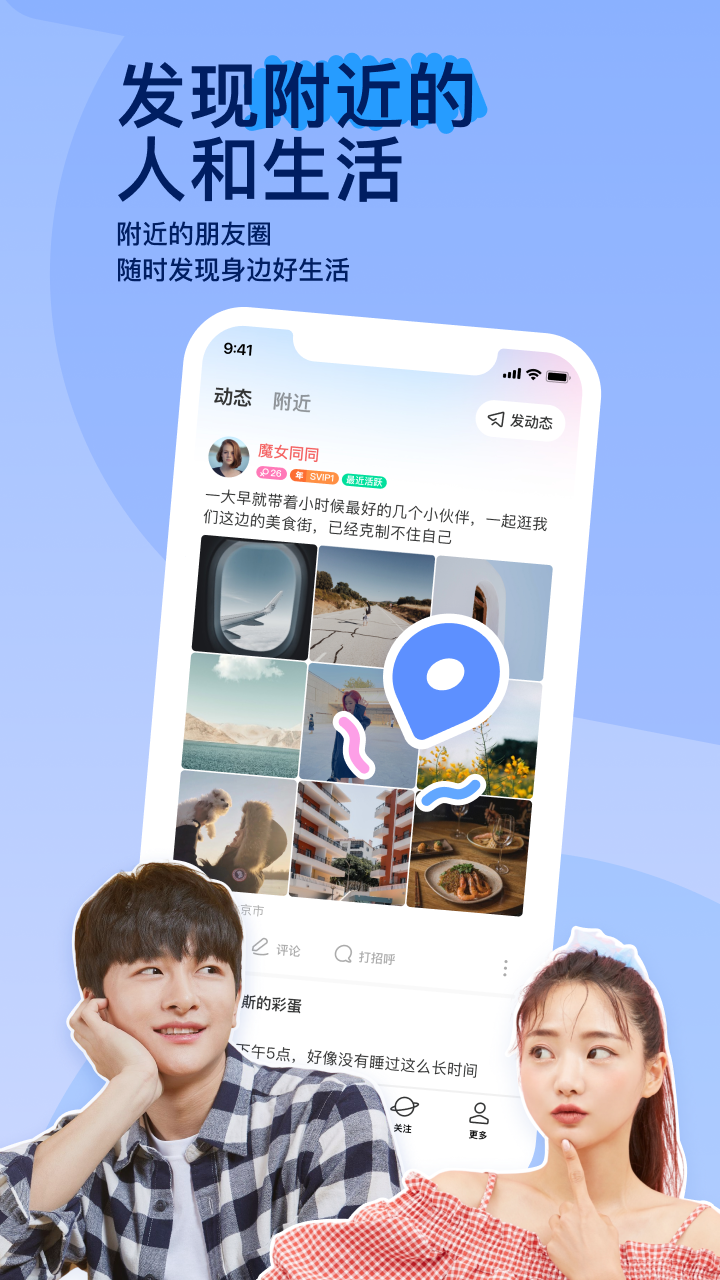 发现附近的
人和生活
附近的朋友圈
随时发现身边好生活
9:41
动态 附近
发动态
魔女同同
26 年 SVIP1 最近活跃
一大早就带着小时候最好的几个小伙伴，一起逛我
们这边的美食街，已经克制不住自己
京市
评论 打招呼
斯的彩蛋
下午5点，好像没有睡过这么长时间
关注 更多